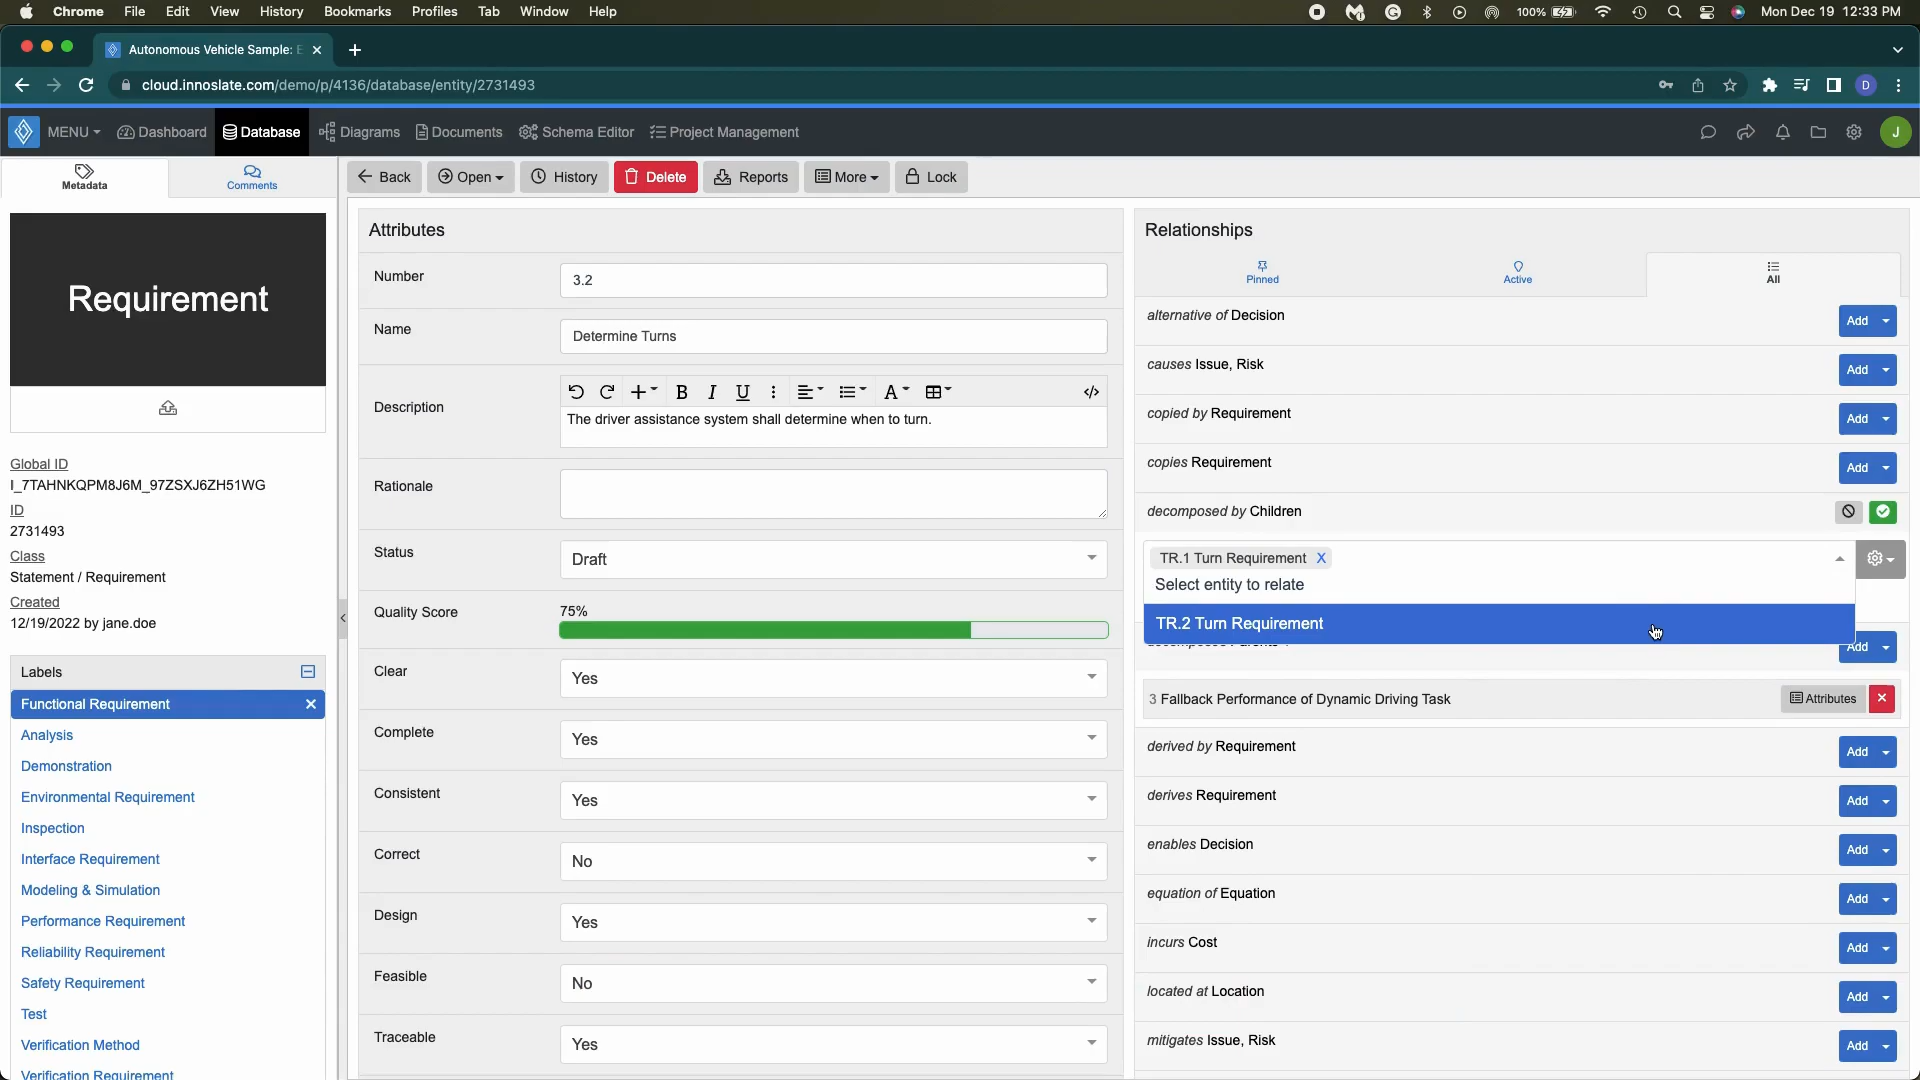 Chrome File Edit View History Bookmarks Profiles Tab Window Help 100% Mon Dec 19 12:33 PM
Autonomous Vehicle Sample: E
cloud.innoslate.com/demo/p/4136/database/entity/2731493 D
MENU Dashboard Database Diagrams Documents Schema Editor Project Management J
Metadata Comments
Back Open History Delete Reports More Lock
Requirement
Global ID
I_7TAHNKQPM8J6M_97ZSXJ6ZH51WG
ID
2731493
Class
Statement / Requirement
Created
12/19/2022 by jane.doe
Labels
Functional Requirement
Analysis
Demonstration
Environmental Requirement
Inspection
Interface Requirement
Modeling & Simulation
Performance Requirement
Reliability Requirement
Safety Requirement
Test
Verification Method
Verification Requirement
Attributes
Number 3.2
Name Determine Turns
Description
The driver assistance system shall determine when to turn.
Rationale
Status Draft
Quality Score 75%
Clear Yes
Complete Yes
Consistent Yes
Correct No
Design Yes
Feasible No
Traceable Yes
Relationships
Pinned Active All
alternative of Decision Add
causes Issue, Risk Add
copied by Requirement Add
copies Requirement Add
decomposed by Children
TR.1 Turn Requirement X
Select entity to relate
TR.2 Turn Requirement
Add
3 Fallback Performance of Dynamic Driving Task Attributes
derived by Requirement Add
derives Requirement Add
enables Decision Add
equation of Equation Add
incurs Cost Add
located at Location Add
mitigates Issue, Risk Add